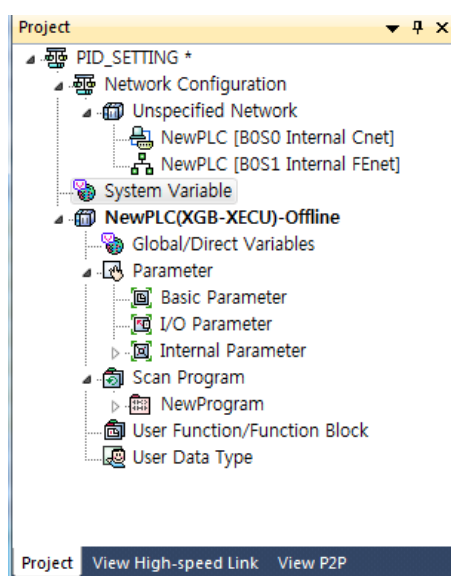 Project
PID_SETTING *
Network Configuration
Unspecified Network
NewPLC [B0S0 Internal Cnet]
NewPLC [B0S1 Internal FEnet]
System Variable
NewPLC(XGB-XECU)-Offline
Global/Direct Variables
Parameter
Basic Parameter
I/O Parameter
Internal Parameter
Scan Program
NewProgram
User Function/Function Block
User Data Type
Project View High-speed Link View P2P